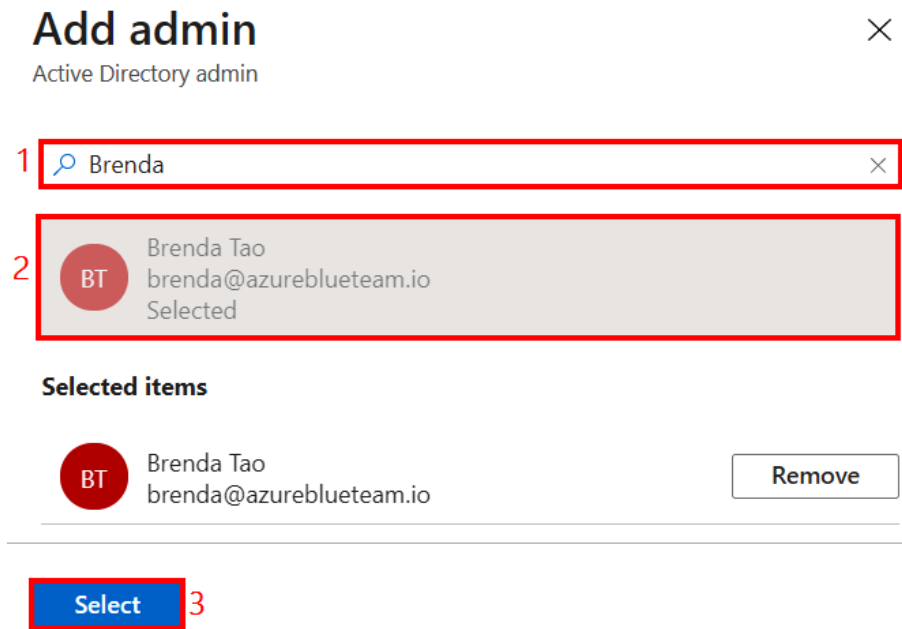 Add admin
Active Directory admin
1
Brenda
2
BT
Brenda Tao
brenda@azureblueteam.io
Selected
Selected items
BT
Brenda Tao
brenda@azureblueteam.io
Remove
Select
3